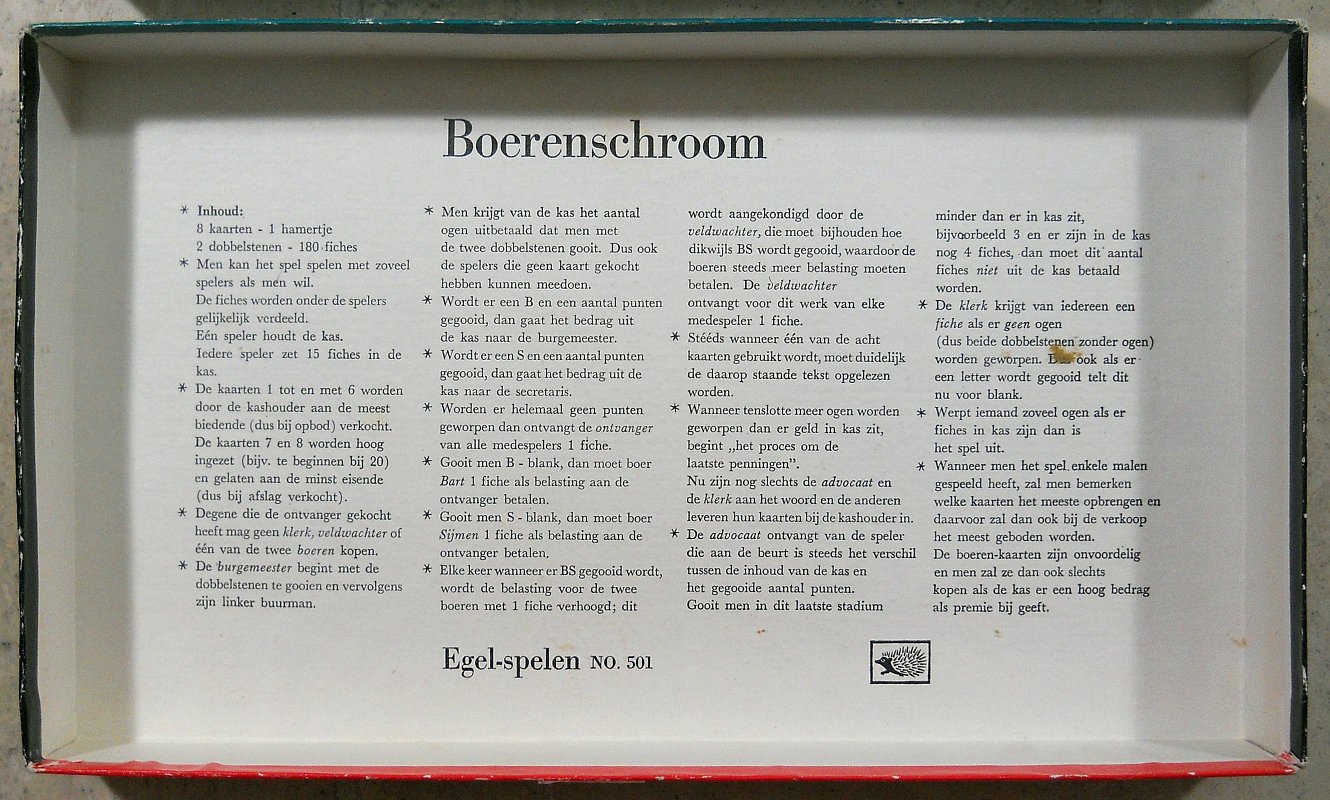 Boerenschroom
* Inhoud:
8 kaarten - 1 hamertje
2 dobbelstenen - 180 fiches
* Men kan het spel spelen met zoveel
spelers als men wil.
De fiches worden onder de spelers
gelijkelijk verdeeld.
Eén speler houdt de kas.
Iedere speler zet 15 fiches in de
kas.
* De kaarten 1 tot en met 6 worden
door de kashouder aan de meest
biedende (dus bij opbod) verkocht.
De kaarten 7 en 8 worden hoog
ingezet (bijv. te beginnen bij 20)
en gelaten aan de minst eisende
(dus bij afslag verkocht).
* Degene die de ontvanger gekocht
heeft mag geen klerk, veldwachter of
één van de twee boeren kopen.
* De burgemeester begint met de
dobbelstenen te gooien en vervolgens
zijn linker buurman.
* Men krijgt van de kas het aantal
ogen uitbetaald dat men met
de twee dobbelstenen gooit. Dus ook
de spelers die geen kaart gekocht
hebben kunnen meedoen.
* Wordt er een B en een aantal punten
gegooid, dan gaat het bedrag uit
de kas naar de burgemeester.
* Wordt er een S en een aantal punten
gegooid, dan gaat het bedrag uit de
kas naar de secretaris.
* Worden er helemaal geen punten
geworpen dan ontvangt de ontvanger
van alle medespelers 1 fiche.
* Gooit men B - blank, dan moet boer
Bart 1 fiche als belasting aan de
ontvanger betalen.
* Gooit men S - blank, dan moet boer
Sijmen 1 fiche als belasting aan de
ontvanger betalen.
* Elke keer wanneer er BS gegooid wordt,
wordt de belasting voor de twee
boeren met 1 fiche verhoogd; dit
wordt aangekondigd door de
veldwachter, die moet bijhouden hoe
dikwijls BS wordt gegooid, waardoor de
boeren steeds meer belasting moeten
betalen. De veldwachter
ontvangt voor dit werk van elke
medespeler 1 fiche.
* Stééds wanneer één van de acht
kaarten gebruikt wordt, moet duidelijk
de daarop staande tekst opgelezen
worden.
* Wanneer tenslotte meer ogen worden
geworpen dan er geld in kas zit,
begint „het proces om de
laatste penningen”.
Nu zijn nog slechts de advocaat en
de klerk aan het woord en de anderen
leveren hun kaarten bij de kashouder in.
* De advocaat ontvangt van de speler
die aan de beurt is steeds het verschil
tussen de inhoud van de kas en
het gegooide aantal punten.
Gooit men in dit laatste stadium
minder dan er in kas zit,
bijvoorbeeld 3 en er zijn in de kas
nog 4 fiches, dan moet dit aantal
fiches niet uit de kas betaald
worden.
* De klerk krijgt van iedereen een
fiche als er geen ogen
(dus beide dobbelstenen zonder ogen)
worden geworpen. Dus ook als er
een letter wordt gegooid telt dit
nu voor blank.
* Werpt iemand zoveel ogen als er
fiches in kas zijn dan is
het spel uit.
* Wanneer men het spel enkele malen
gespeeld heeft, zal men bemerken
welke kaarten het meeste opbrengen en
daarvoor zal dan ook bij de verkoop
het meest geboden worden.
De boeren-kaarten zijn onvoordelig
en men zal ze dan ook slechts
kopen als de kas er een hoog bedrag
als premie bij geeft.
Egel-spelen NO. 501